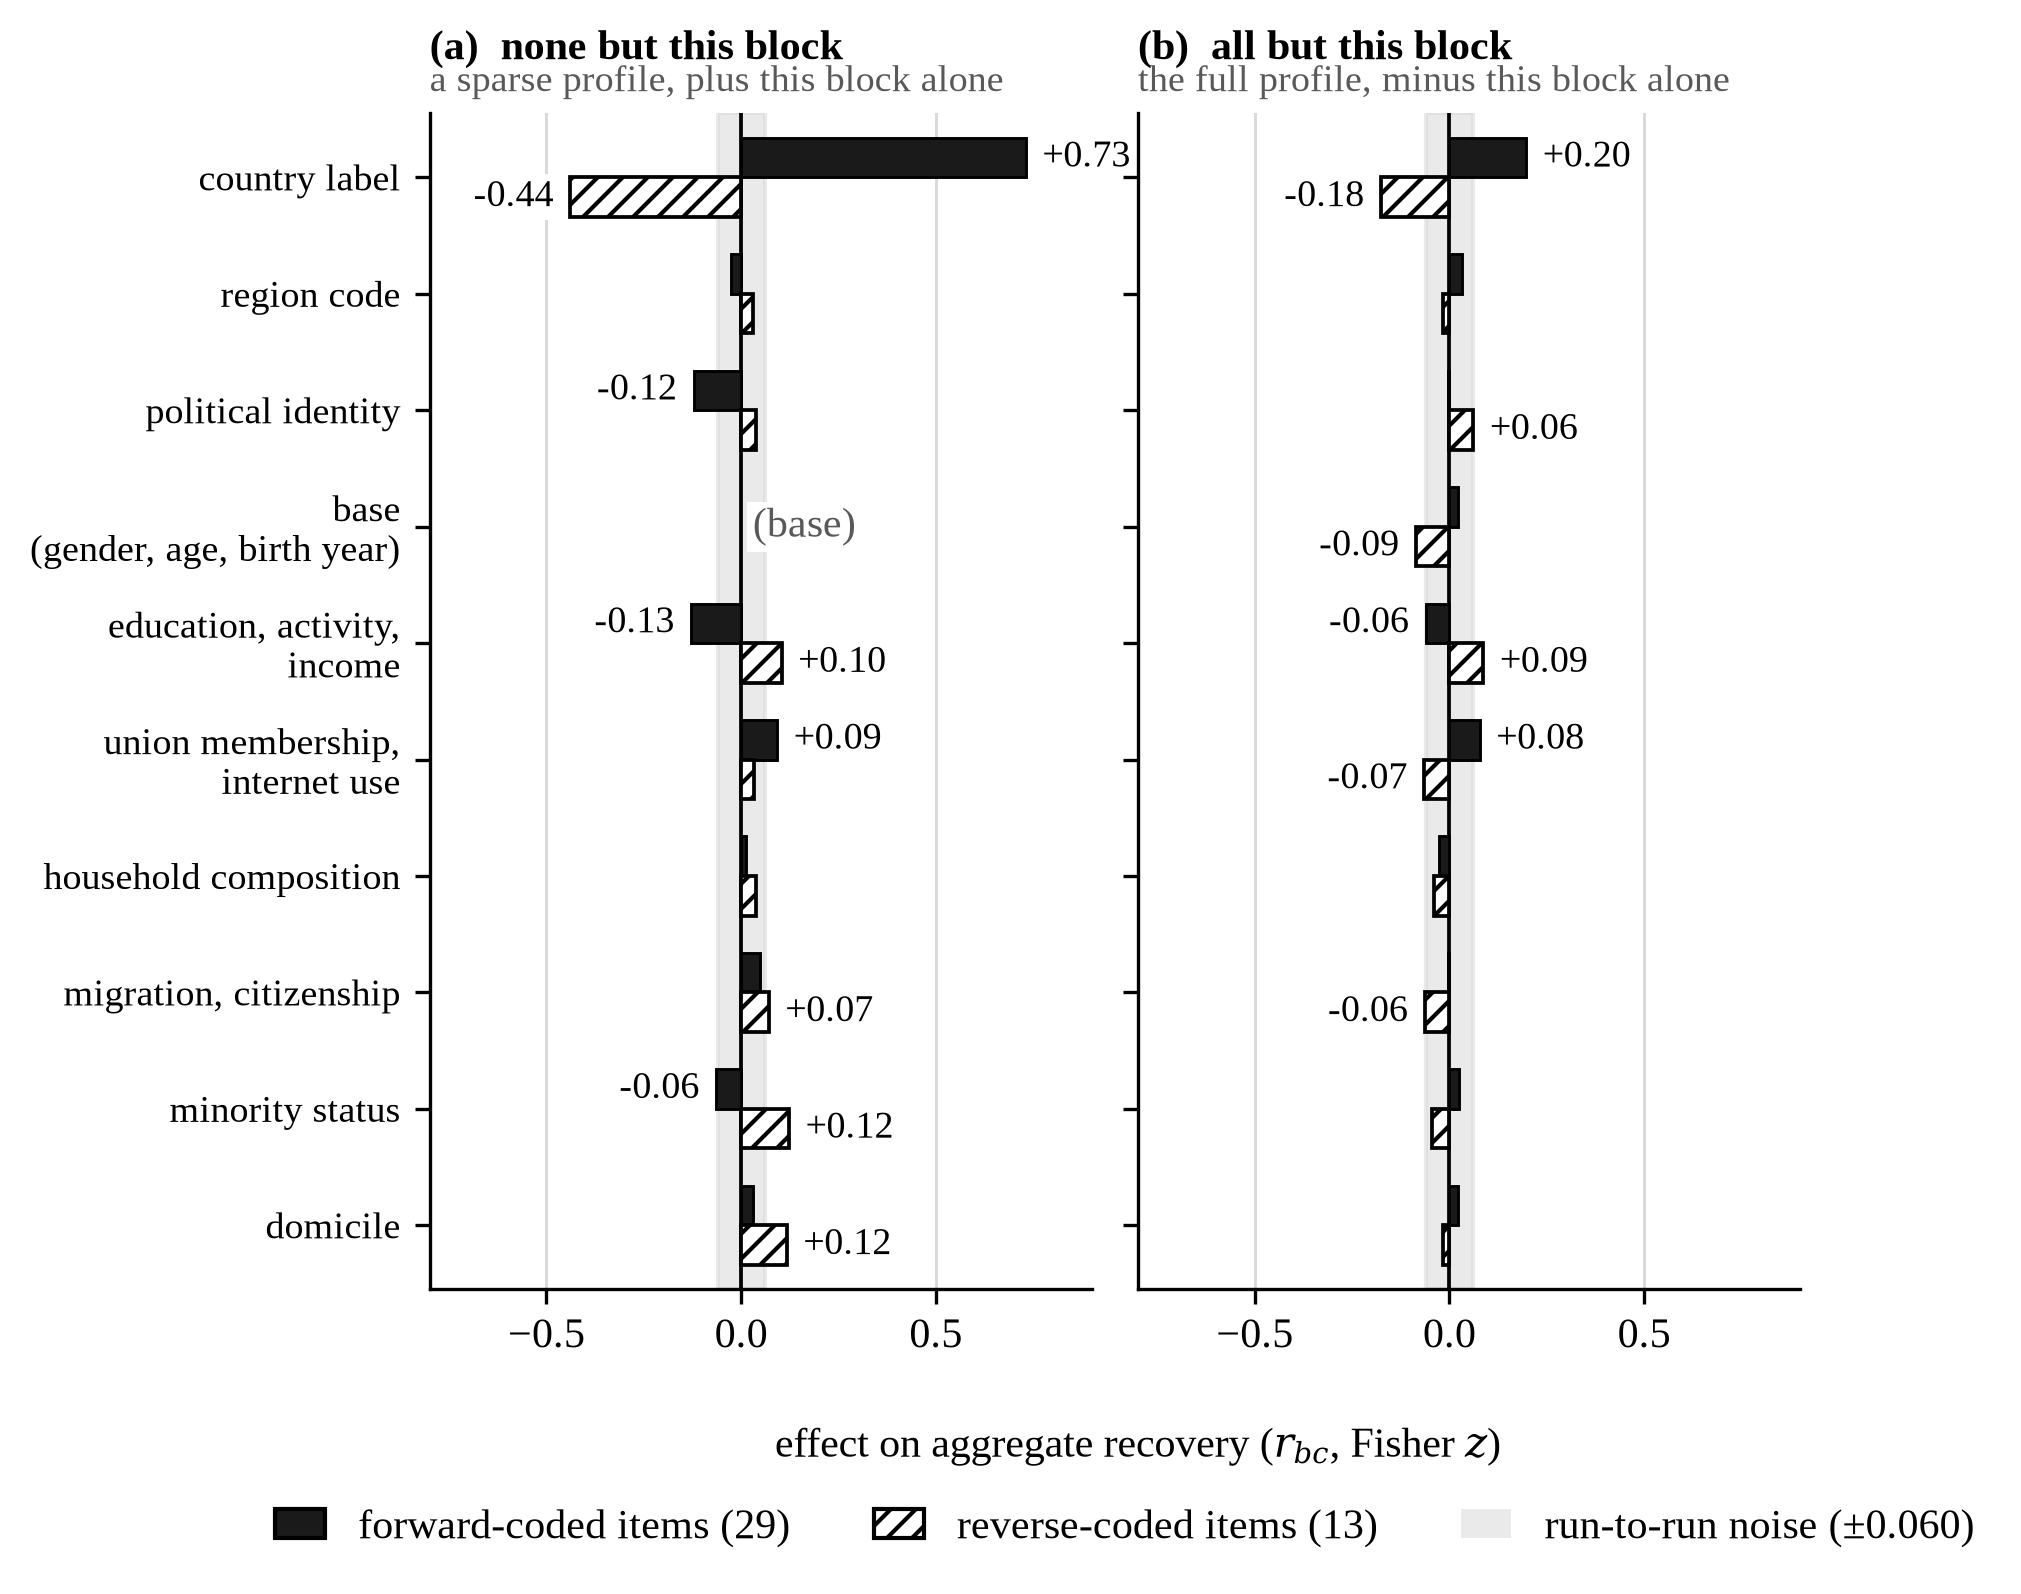 (a)  none but this block
a sparse profile, plus this block alone
(b)  all but this block
the full profile, minus this block alone
country label
+0.73
-0.44
+0.20
-0.18
region code
political identity
-0.12
+0.06
base
(gender, age, birth year)
(base)
-0.09
education, activity,
income
-0.13
+0.10
-0.06
+0.09
union membership,
internet use
+0.09
+0.08
-0.07
household composition
migration, citizenship
+0.07
-0.06
minority status
-0.06
+0.12
domicile
+0.12
−0.5 0.0 0.5
−0.5 0.0 0.5
effect on aggregate recovery (r_bc, Fisher z)
forward-coded items (29)
reverse-coded items (13)
run-to-run noise (±0.060)